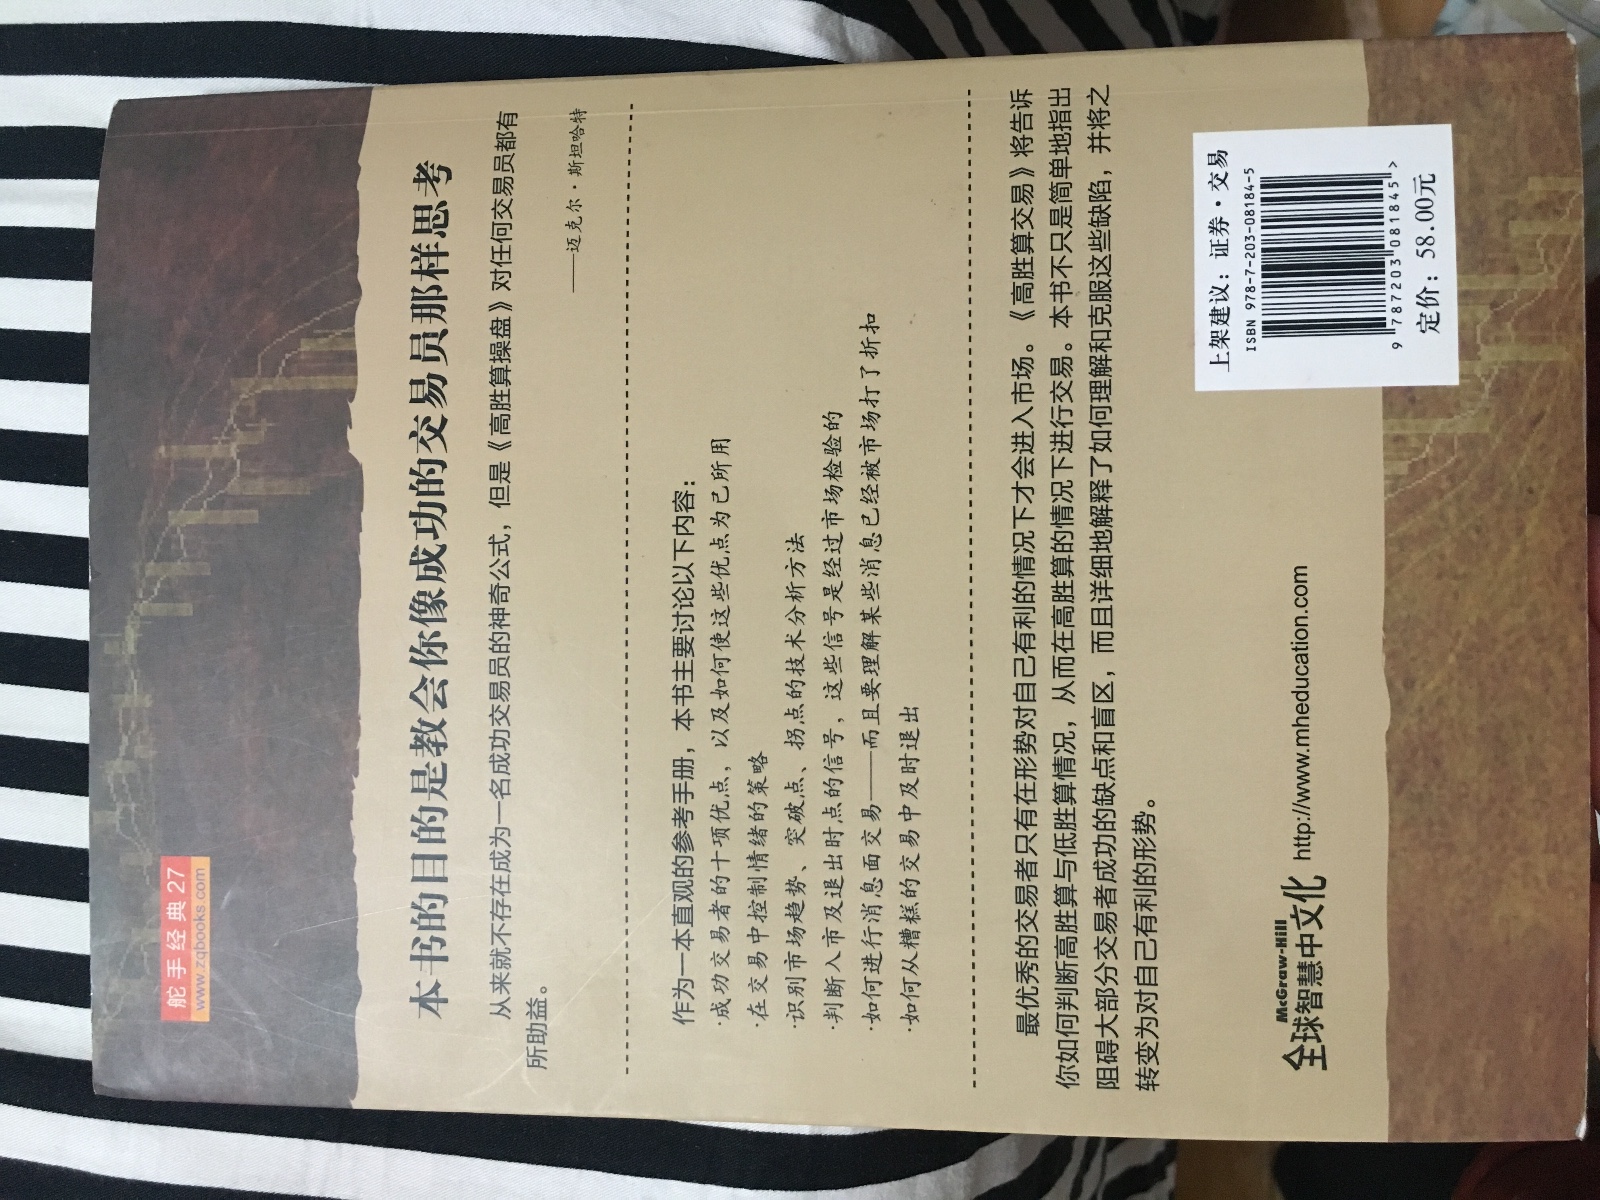 舵手经典27
www.zqbooks.com
本书的目的是教会你像成功的交易员那样思考
从来就不存在成为一名成功交易员的神奇公式，但是《高胜算操盘》对任何交易员都有
所助益。
——迈克尔·斯坦哈特
作为一本直观的参考手册，本书主要讨论以下内容：
·成功交易者的十项优点，以及如何使这些优点为己所用
·在交易中控制情绪的策略
·识别市场趋势、突破点、拐点的技术分析方法
·判断入市及退出时点的信号，这些信号是经过市场检验的
·如何进行消息面交易——而且要理解某些消息已经被市场打了折扣
·如何从糟糕的交易中及时退出
最优秀的交易者只有在形势对自己有利的情况下才会进入市场。《高胜算交易》将告诉
你如何判断高胜算与低胜算情况，从而在高胜算的情况下进行交易。本书不只是简单地指出
阻碍大部分交易者成功的缺点和盲区，而且详细地解释了如何理解和克服这些缺陷，并将之
转变为对自己有利的形势。
McGraw-Hill
全球智慧中文化 http://www.mheducation.com
上架建议：证券·交易
ISBN 978-7-203-08184-5
9 787203 081845 >
定价：58.00元